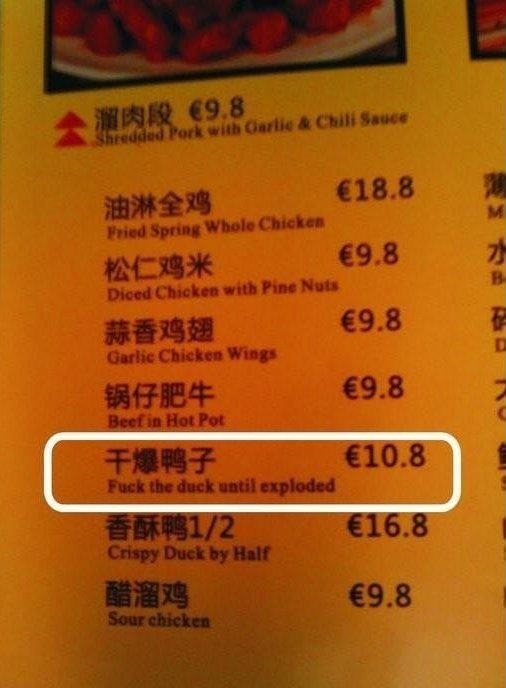 溜肉段 €9.8
Shredded Pork with Garlic & Chili Sauce
油淋全鸡 €18.8
Fried Spring Whole Chicken
松仁鸡米 €9.8
Diced Chicken with Pine Nuts
蒜香鸡翅 €9.8
Garlic Chicken Wings
锅仔肥牛 €9.8
Beef in Hot Pot
干爆鸭子 €10.8
Fuck the duck until exploded
香酥鸭1/2 €16.8
Crispy Duck by Half
醋溜鸡 €9.8
Sour chicken